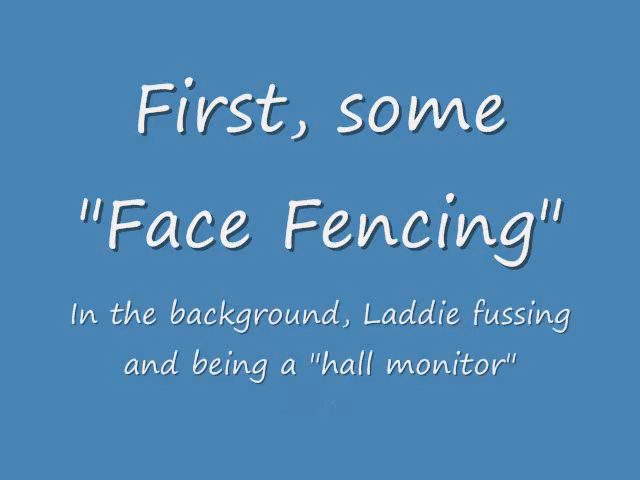 First, some
"Face Fencing"
In the background, Laddie fussing
and being a "hall monitor"